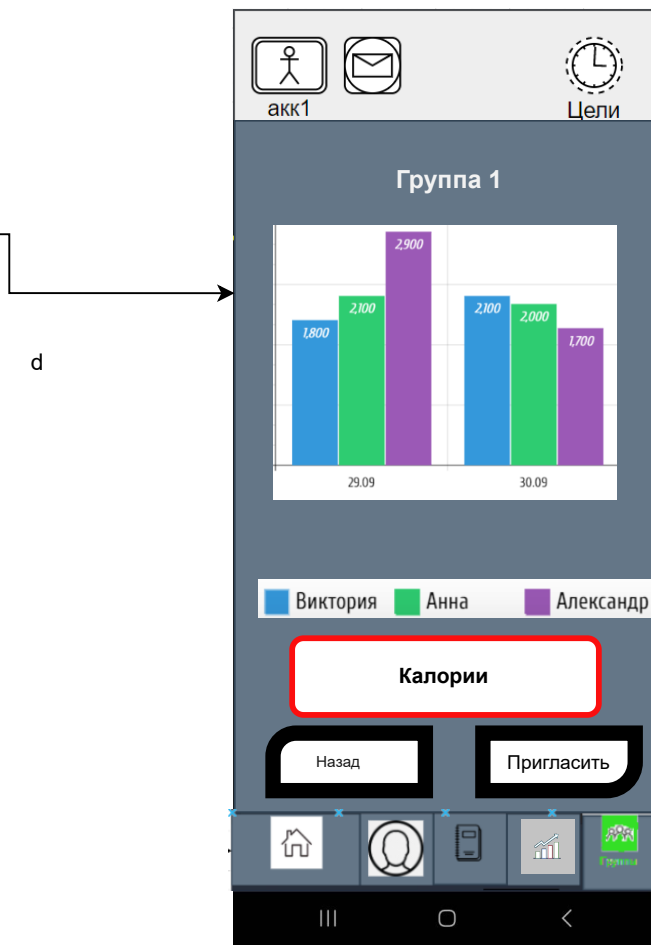 акк1
Цели
Группа 1
2,900
2,100
1,800
2,100
2,000
1,700
29.09
30.09
d
Виктория Анна Александр
Калории
Назад
Пригласить
Группы